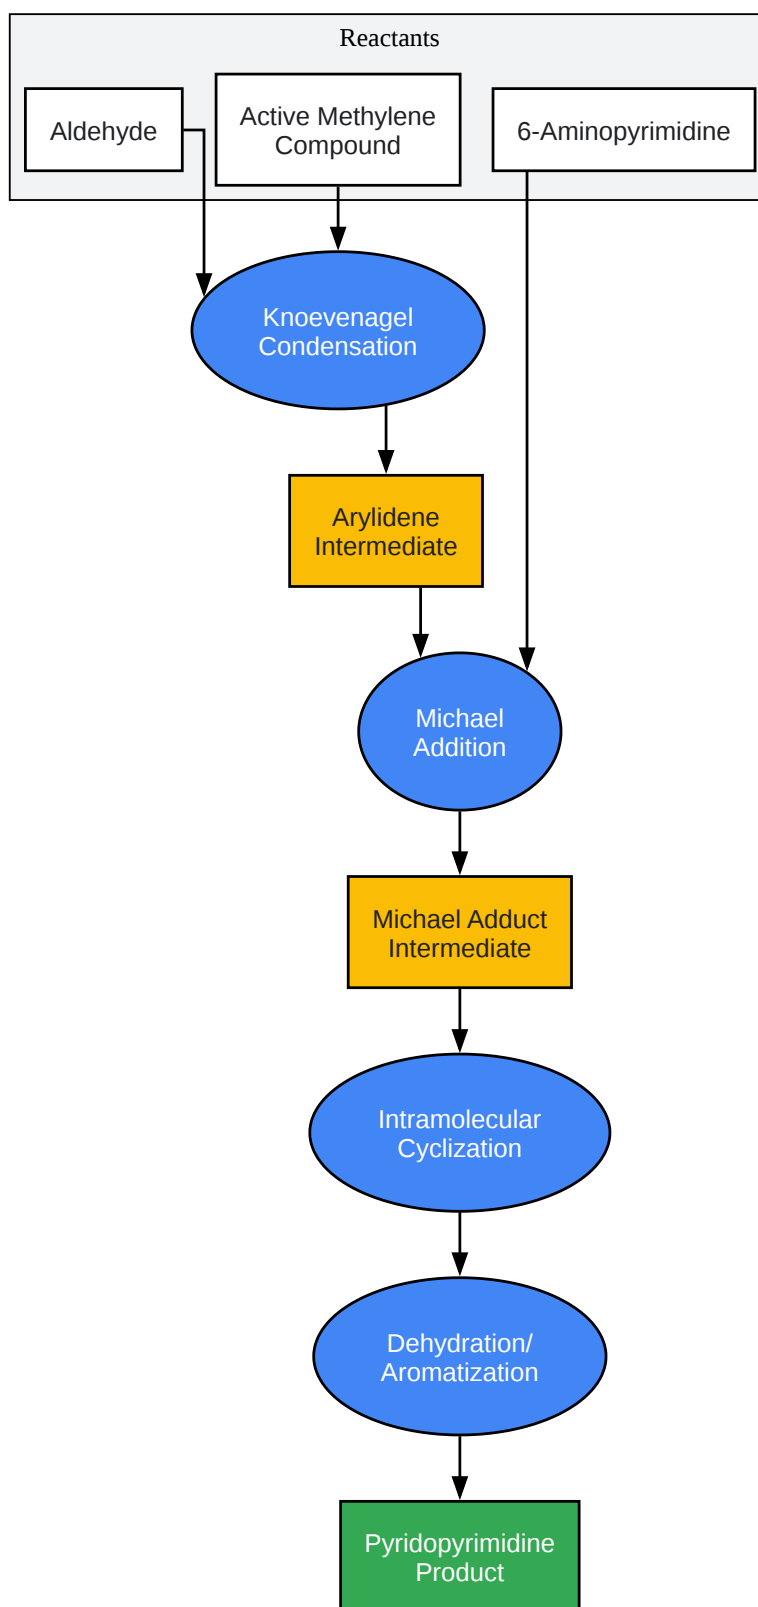 Reactants
Aldehyde
Active Methylene
Compound
6-Aminopyrimidine
Knoevenagel
Condensation
Arylidene
Intermediate
Michael
Addition
Michael Adduct
Intermediate
Intramolecular
Cyclization
Dehydration/
Aromatization
Pyridopyrimidine
Product